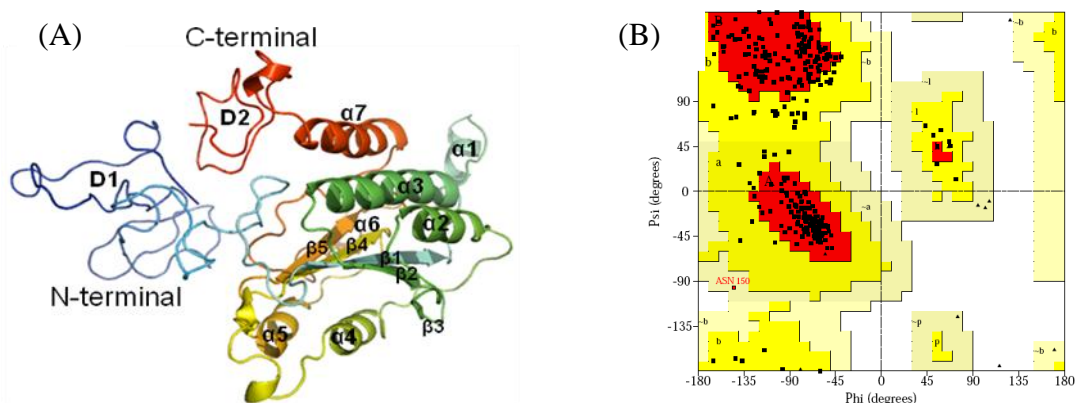 (A)
C-terminal
D2
α7
α1
D1
α3
α6
α2
β5
β4
β1
β2
N-terminal
β3
α5
α4
(B)
B
~b
~b
b
b
~b
~l
90
l
45
a
A
0
~a
-45
-90
ASN 150
-135
~b
~b
~p
b
p
~b
-180
-135
-90
-45
0
45
90
135
180
Psi (degrees)
Phi (degrees)